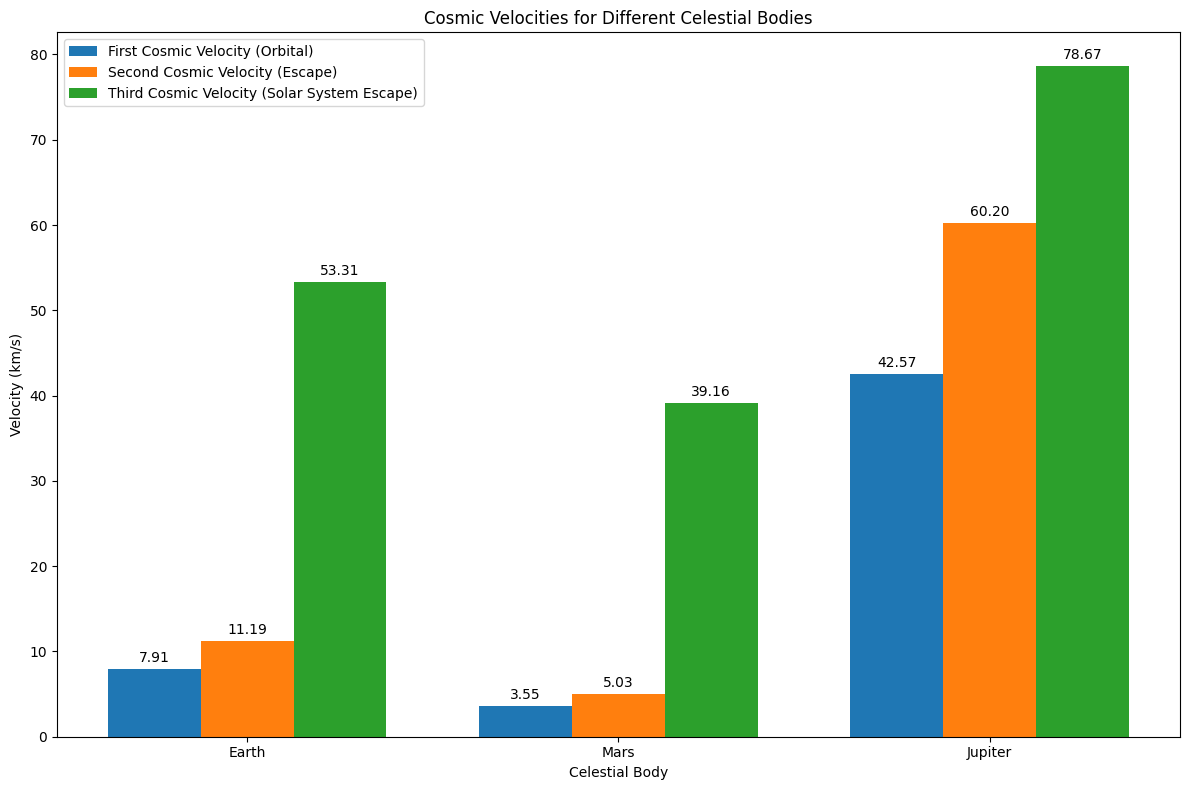 Cosmic Velocities for Different Celestial Bodies
First Cosmic Velocity (Orbital)
Second Cosmic Velocity (Escape)
Third Cosmic Velocity (Solar System Escape)
Velocity (km/s)
80
70
60
50
40
30
20
10
0
7.91
11.19
53.31
3.55
5.03
39.16
42.57
60.20
78.67
Earth
Mars
Jupiter
Celestial Body